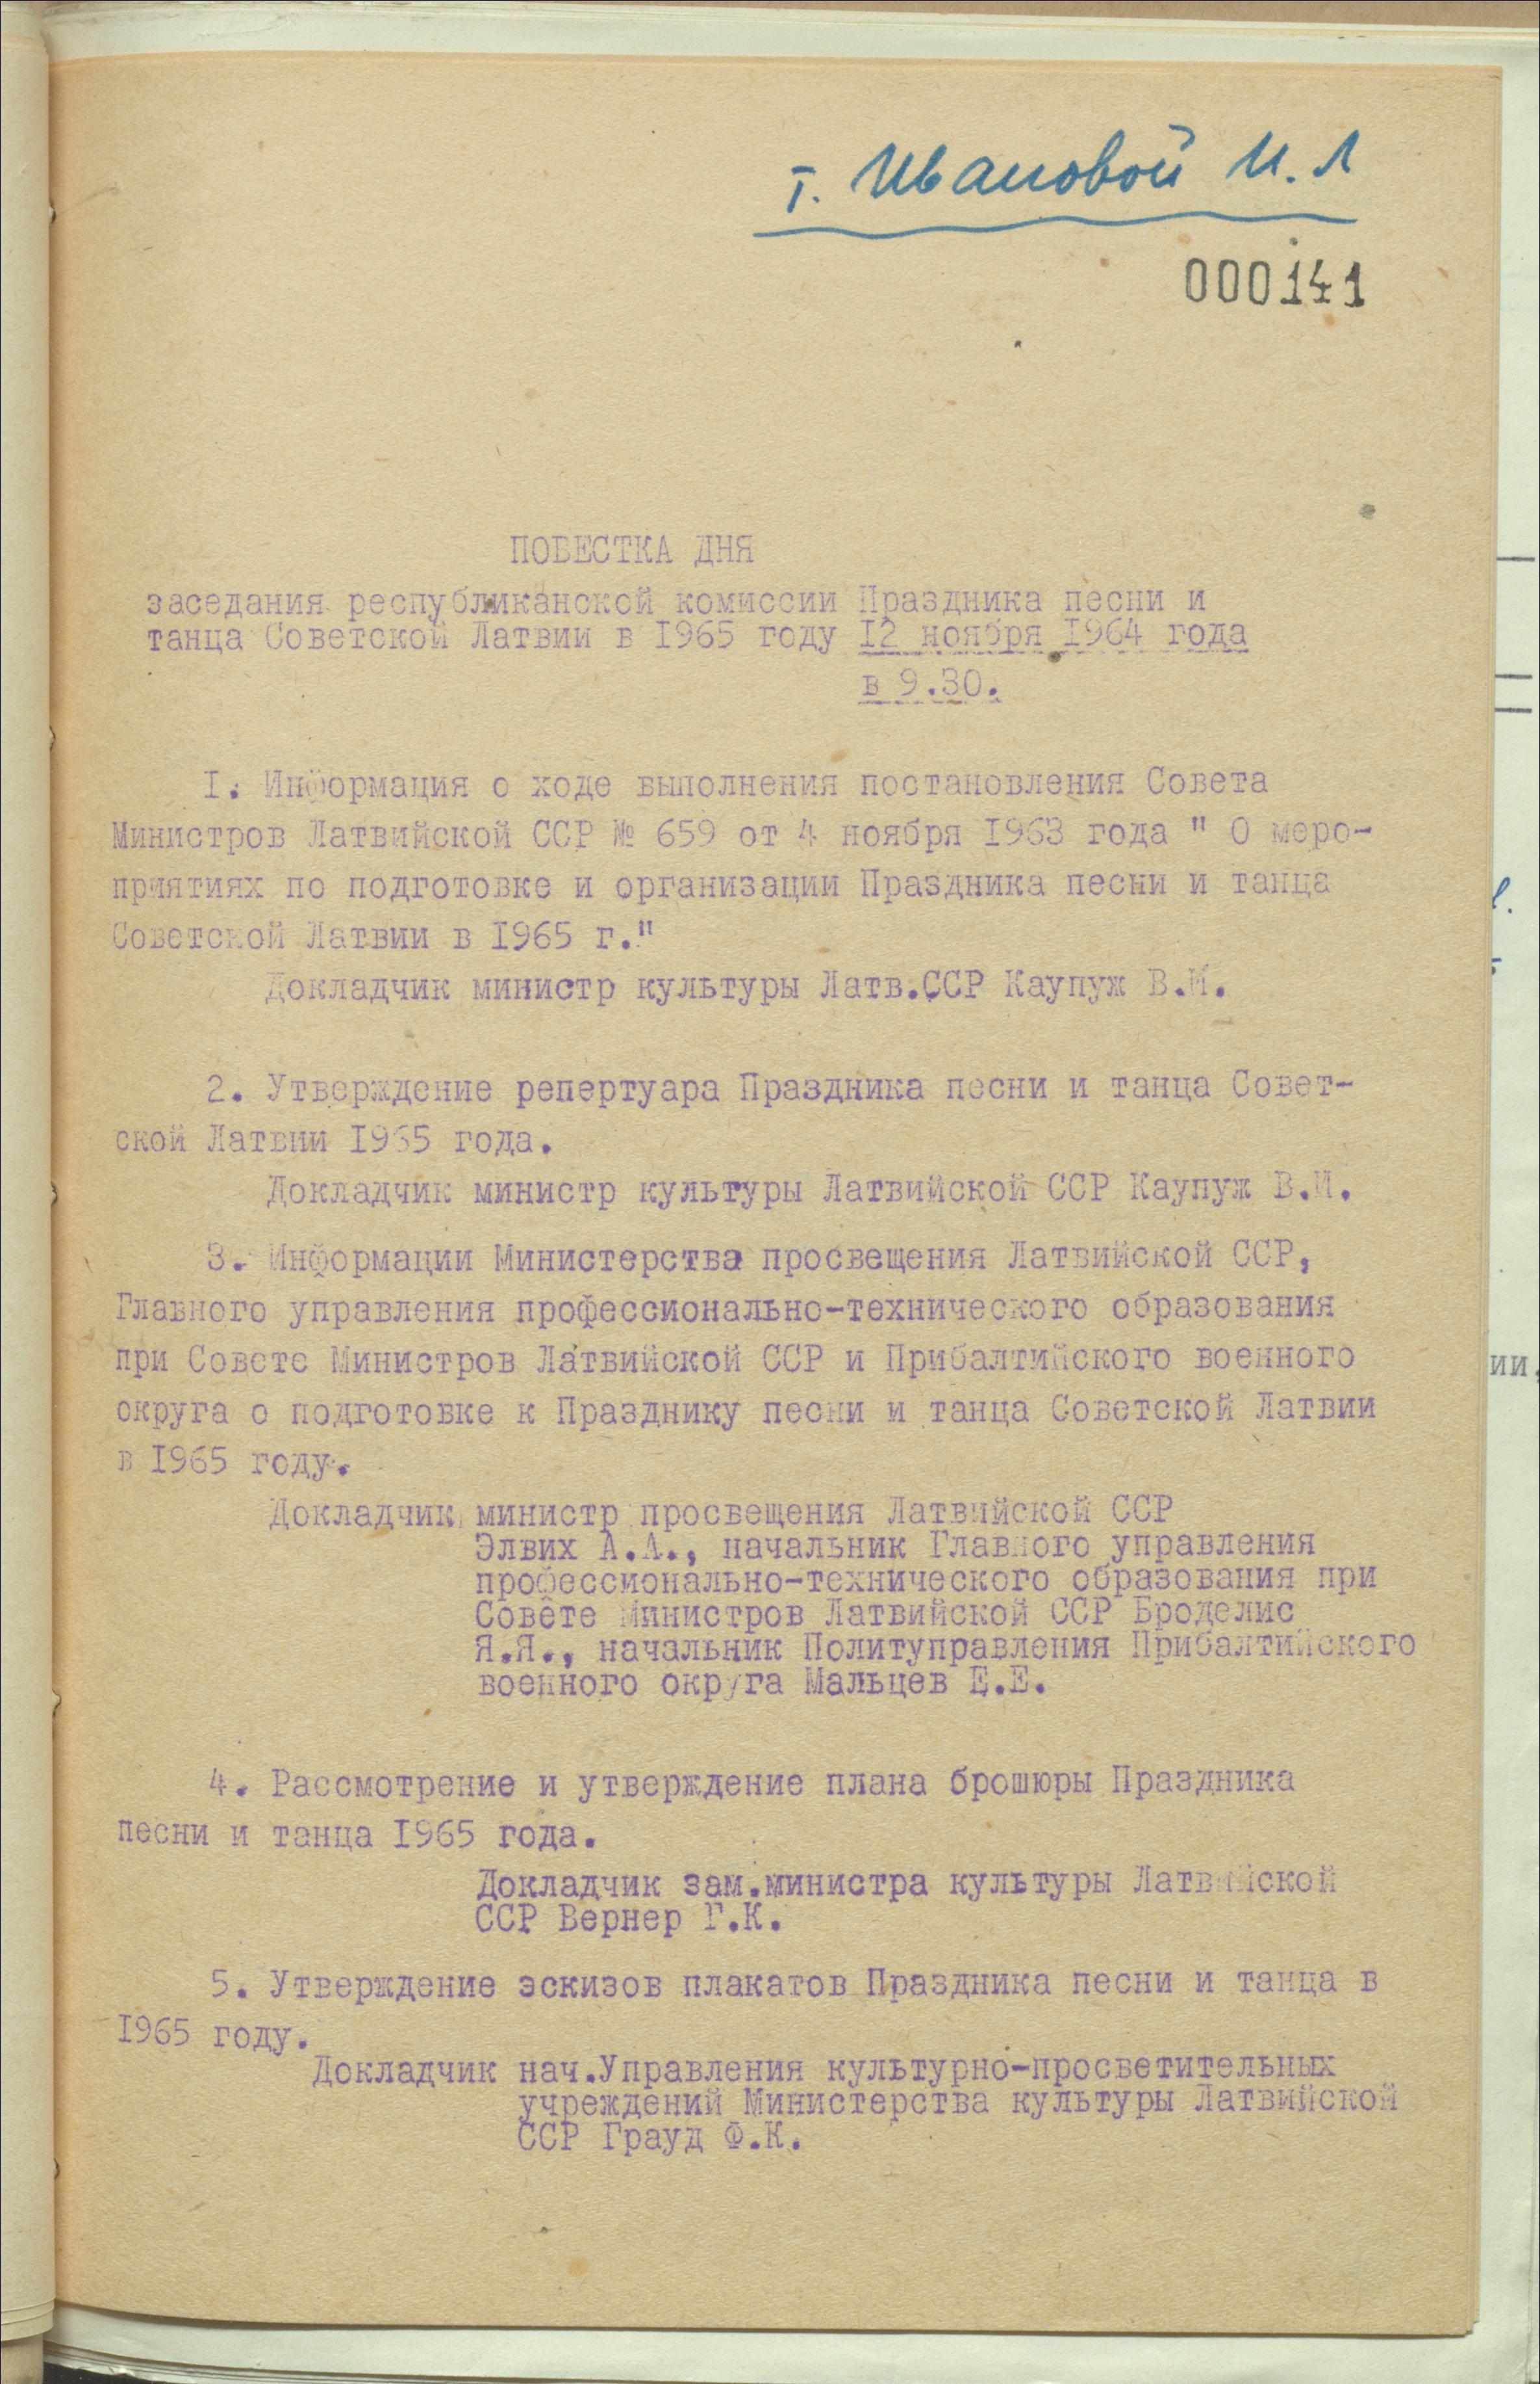 т. Ивановой И. Л
000141
ПОВЕСТКА ДНЯ
заседания республиканской комиссии Праздника песни и
танца Советской Латвии в 1965 году 12 ноября 1964 года
в 9.30.
I. Информация о ходе выполнения постановления Совета
Министров Латвийской ССР № 659 от 4 ноября 1963 года " О меро-
приятиях по подготовке и организации Праздника песни и танца
Советской Латвии в 1965 г."
Докладчик министр культуры Латв.ССР Каупуж В.И.
2. Утверждение репертуара Праздника песни и танца Совет-
ской Латвии 1965 года.
Докладчик министр культуры Латвийской ССР Каупуж В.И.
3. Информации Министерства просвещения Латвийской ССР,
Главного управления профессионально-технического образования
при Совете Министров Латвийской ССР и Прибалтийского военного
округа о подготовке к Празднику песни и танца Советской Латвии
в 1965 году.
Докладчик министр просвещения Латвийской ССР
Элвих А.А., начальник Главного управления
профессионально-технического образования при
Совете Министров Латвийской ССР Броделис
Я.Я., начальник Политуправления Прибалтийского
военного округа Мальцев Е.Е.
4. Рассмотрение и утверждение плана брошюры Праздника
песни и танца 1965 года.
Докладчик зам.министра культуры Латвийской
ССР Вернер Г.К.
5. Утверждение эскизов плакатов Праздника песни и танца в
1965 году.
Докладчик нач.Управления культурно-просветительных
учреждений Министерства культуры Латвийской
ССР Грауд Ф.К.
ии,